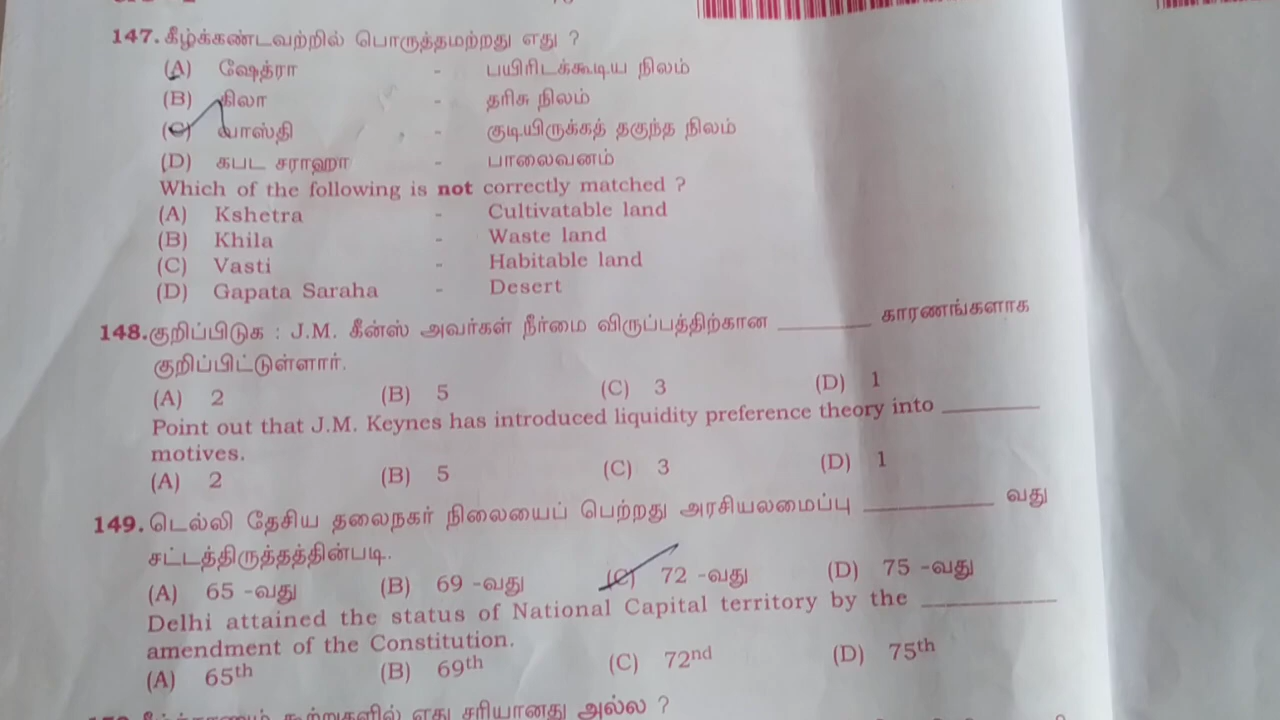 147. கீழ்க்கண்டவற்றில் பொருத்தமற்றது எது ?
(A) ஷேத்ரா - பயிரிடக்கூடிய நிலம்
(B) கிலா - தரிசு நிலம்
(C) வாஸ்தி - குடியிருக்கத் தகுந்த நிலம்
(D) கபட சராஹா - பாலைவனம்
Which of the following is not correctly matched ?
(A) Kshetra - Cultivatable land
(B) Khila - Waste land
(C) Vasti - Habitable land
(D) Gapata Saraha - Desert
148. குறிப்பிடுக : J.M. கீன்ஸ் அவர்கள் நீர்மை விருப்பத்திற்கான ________ காரணங்களாக
குறிப்பிட்டுள்ளார்.
(A) 2 (B) 5 (C) 3 (D) 1
Point out that J.M. Keynes has introduced liquidity preference theory into ________
motives.
(A) 2 (B) 5 (C) 3 (D) 1
149. டெல்லி தேசிய தலைநகர் நிலையைப் பெற்றது அரசியலமைப்பு ________ வது
சட்டத்திருத்தத்தின்படி.
(A) 65 -வது (B) 69 -வது (C) 72 -வது (D) 75 -வது
Delhi attained the status of National Capital territory by the ________
amendment of the Constitution.
(A) 65th (B) 69th (C) 72nd (D) 75th
எது சரியானது அல்ல ?